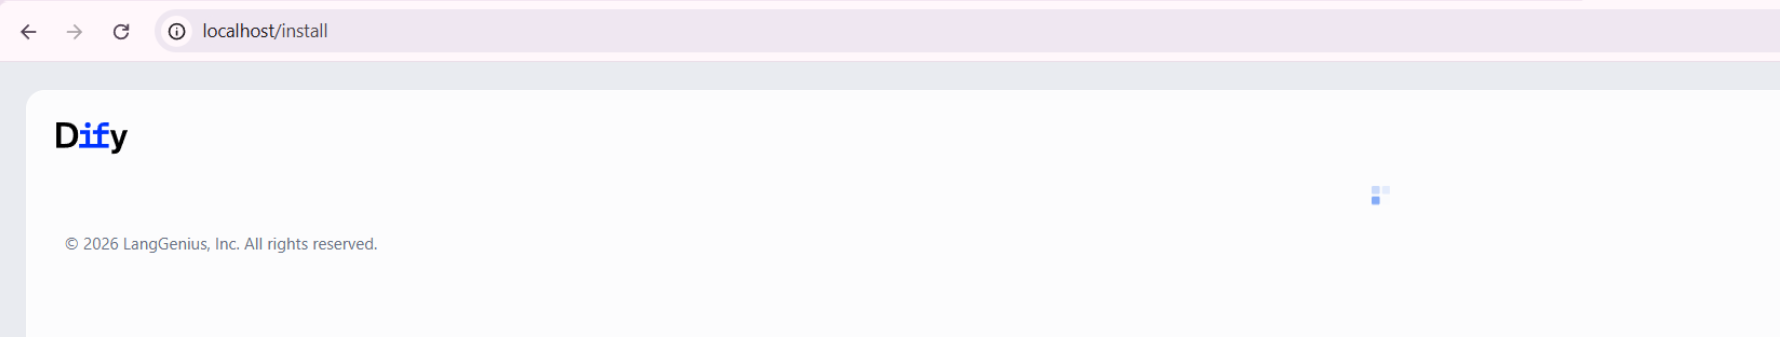 localhost/install
Dify
© 2026 LangGenius, Inc. All rights reserved.